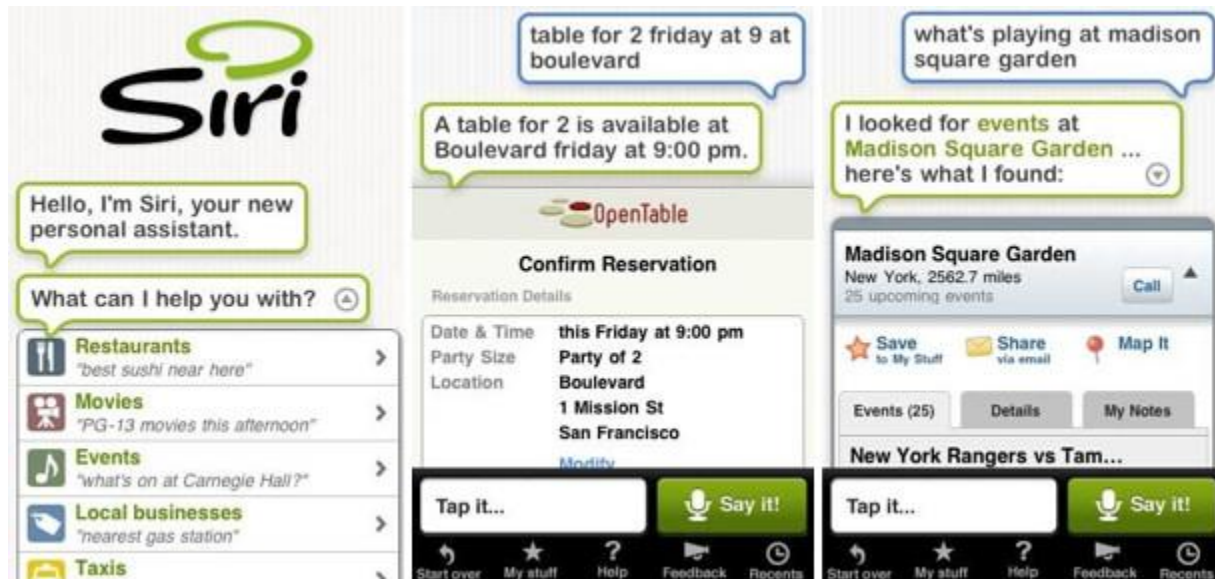 Siri
Hello, I'm Siri, your new
personal assistant.
What can I help you with?
Restaurants
"best sushi near here"
Movies
"PG-13 movies this afternoon"
Events
"what's on at Carnegie Hall?"
Local businesses
"nearest gas station"
Taxis
table for 2 friday at 9 at
boulevard
A table for 2 is available at
Boulevard friday at 9:00 pm.
OpenTable
Confirm Reservation
Reservation Details
Date & Time this Friday at 9:00 pm
Party Size Party of 2
Location Boulevard
1 Mission St
San Francisco
Modify
Tap it... Say it!
Start over My stuff Help Feedback Recents
what's playing at madison
square garden
I looked for events at
Madison Square Garden ...
here's what I found:
Madison Square Garden
New York, 2562.7 miles
25 upcoming events
Call
Save
to My Stuff
Share
via email
Map It
Events (25) Details My Notes
New York Rangers vs Tam...
Tap it... Say it!
Start over My stuff Help Feedback Recents